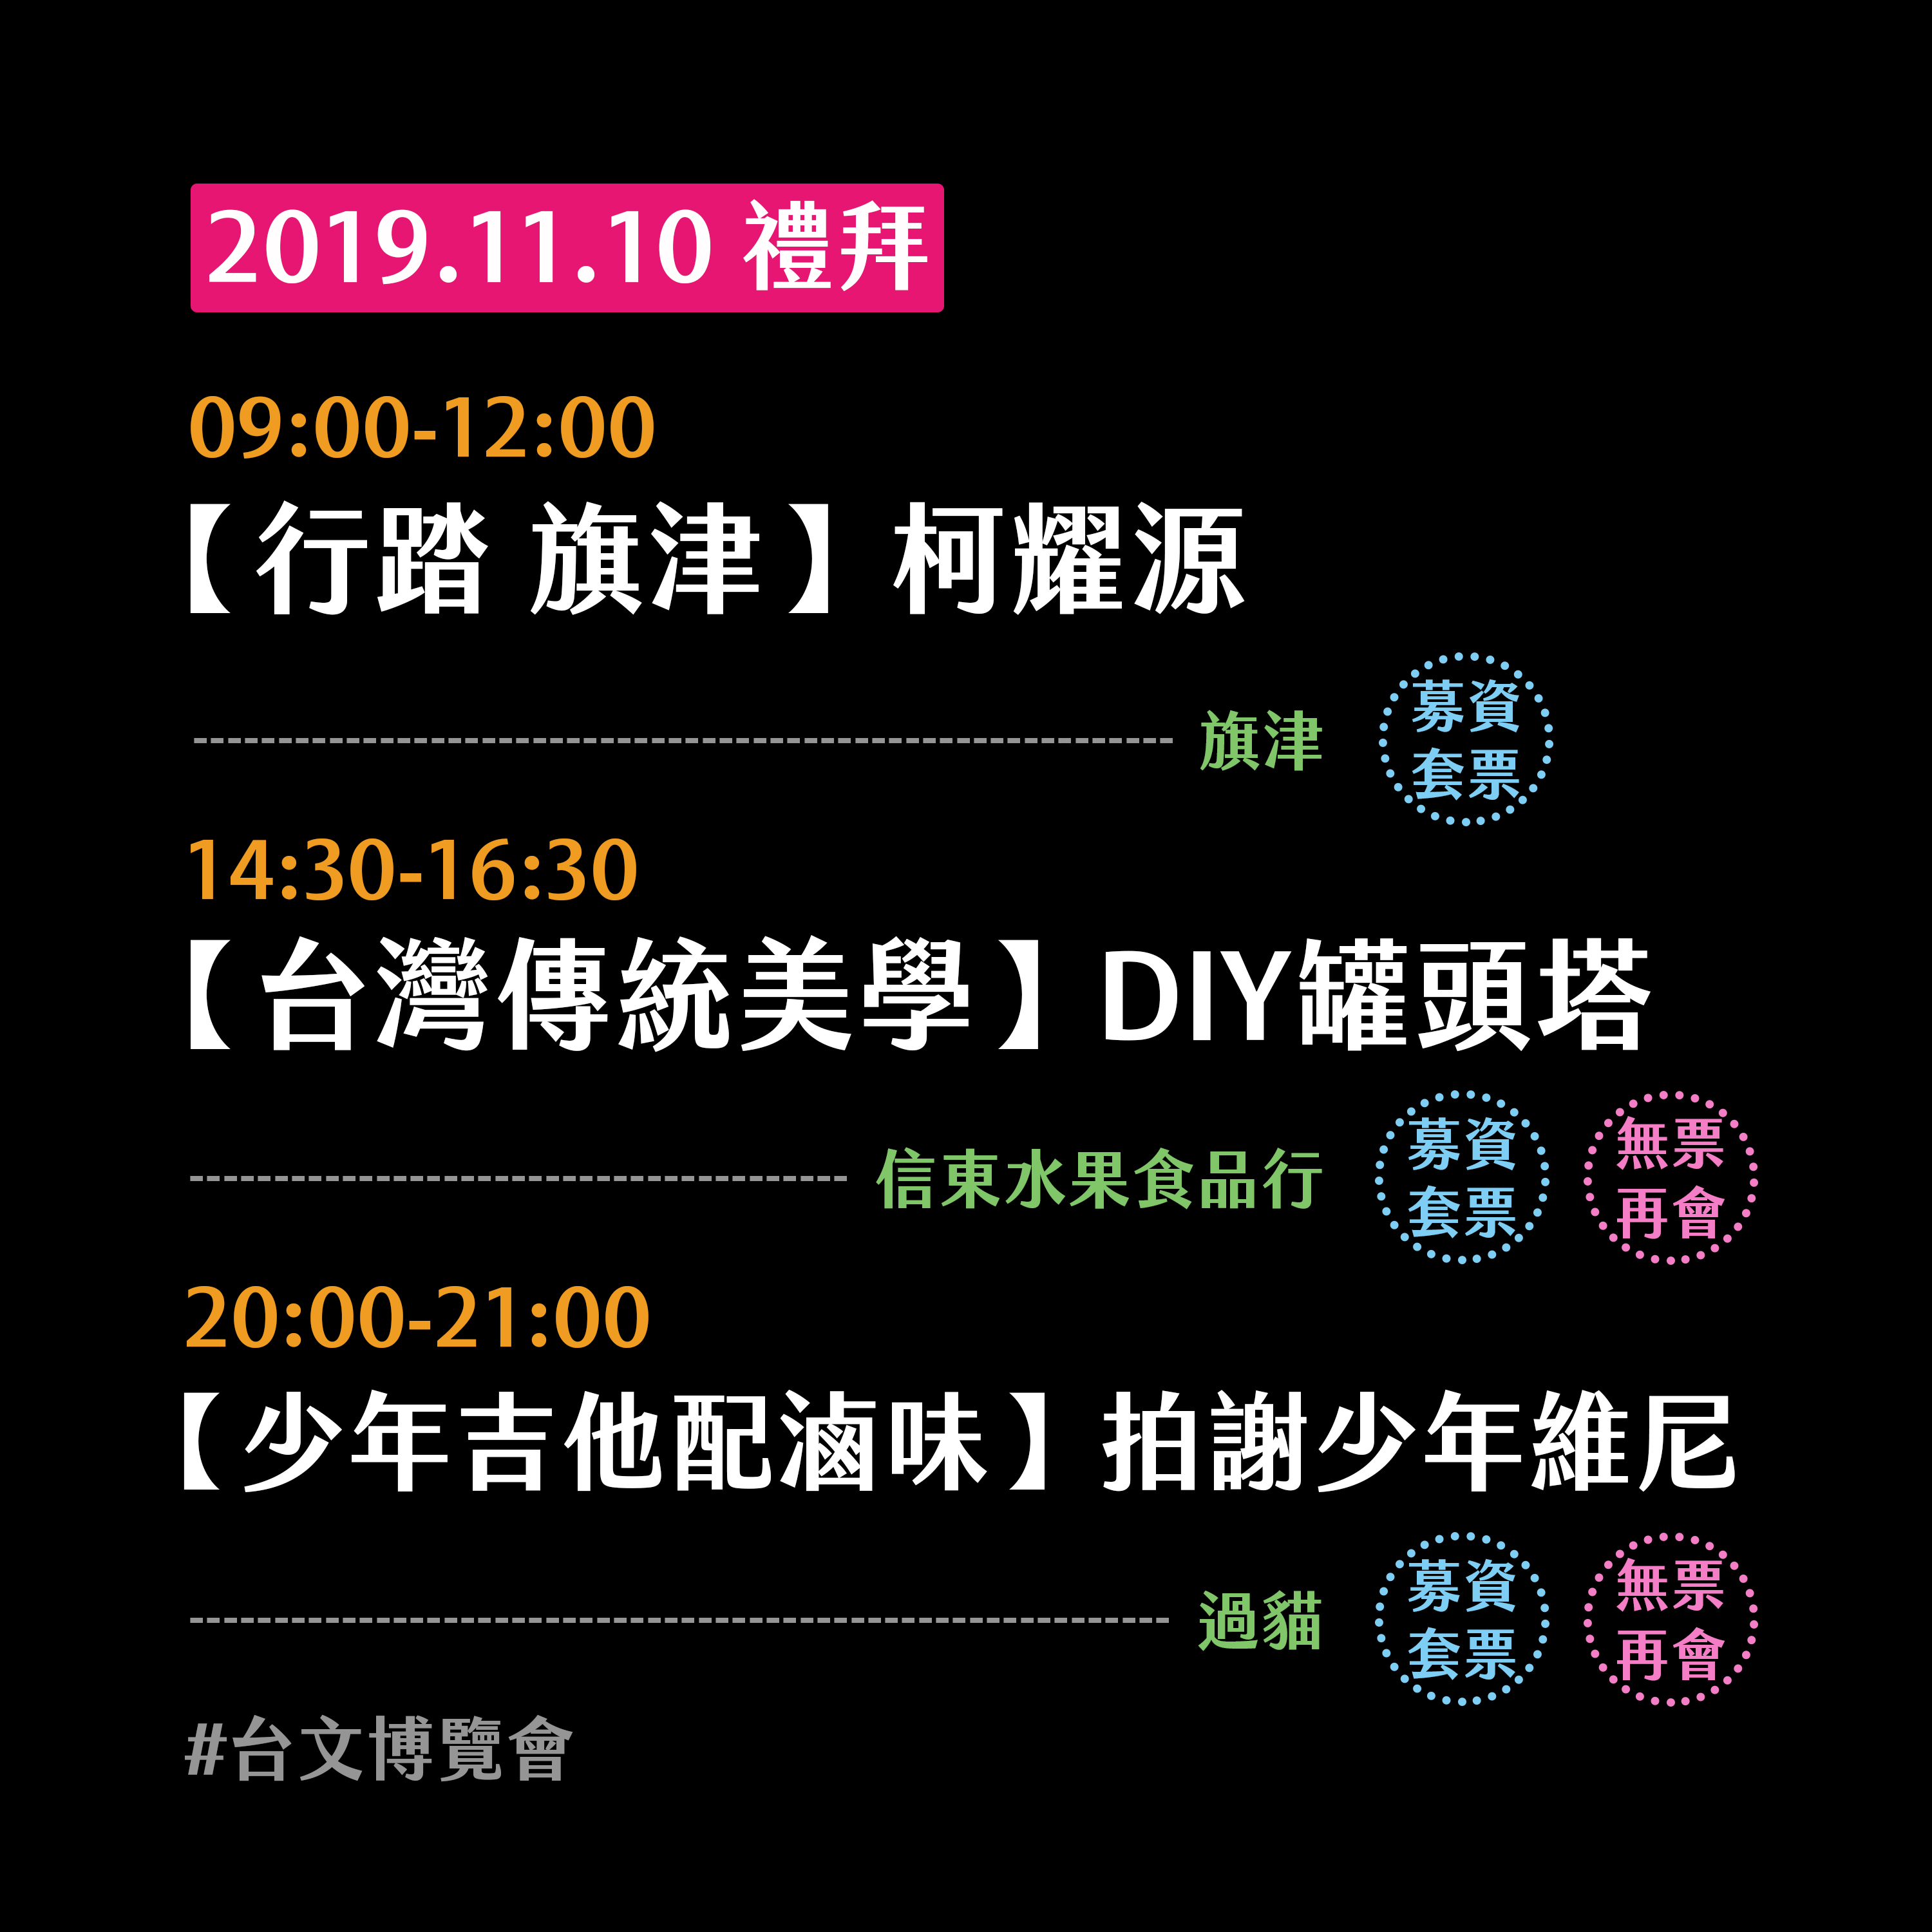 2019.11.10 禮拜
09:00-12:00
【行踏 旗津】柯耀源
旗津
募資
套票
14:30-16:30
【台灣傳統美學】DIY罐頭塔
信東水果食品行
募資
套票
無票
再會
20:00-21:00
【少年吉他配滷味】拍謝少年維尼
過貓
募資
套票
無票
再會
#台文博覽會